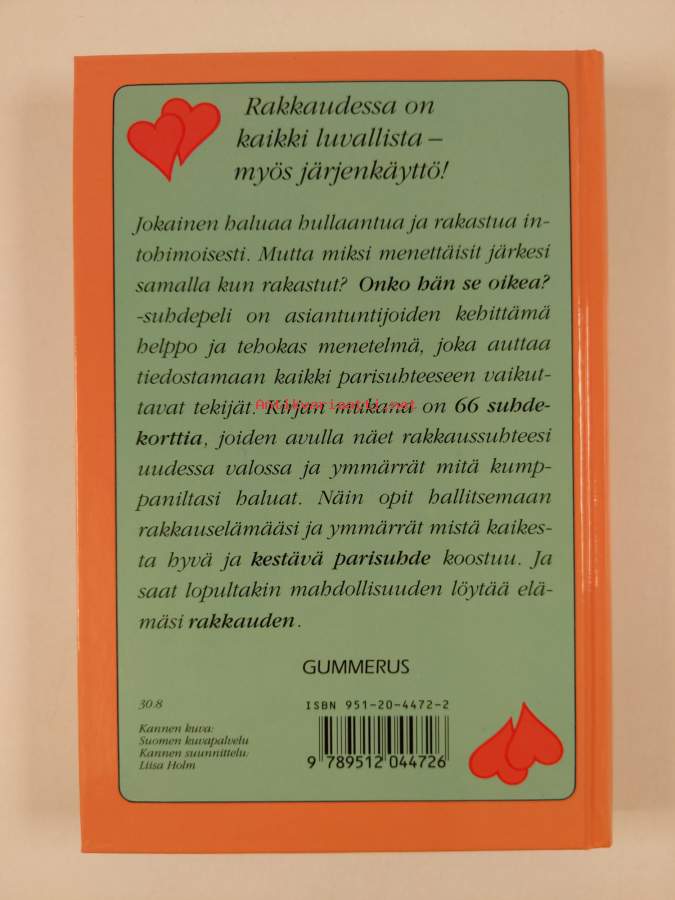 Rakkaudessa on
kaikki luvallista –
myös järjenkäyttö!
Jokainen haluaa hullaantua ja rakastua in-
tohimoisesti. Mutta miksi menettäisit järkesi
samalla kun rakastut? Onko hän se oikea?
-suhdepeli on asiantuntijoiden kehittämä
helppo ja tehokas menetelmä, joka auttaa
tiedostamaan kaikki parisuhteeseen vaikut-
tavat tekijät. Kirjan mukana on 66 suhde-
Antikvariaatti.net
korttia, joiden avulla näet rakkaussuhteesi
uudessa valossa ja ymmärrät mitä kump-
paniltasi haluat. Näin opit hallitsemaan
rakkauselämääsi ja ymmärrät mistä kaikes-
ta hyvä ja kestävä parisuhde koostuu. Ja
saat lopultakin mahdollisuuden löytää elä-
mäsi rakkauden.
GUMMERUS
30.8
Kannen kuva:
Suomen kuvapalvelu
Kannen suunnittelu:
Liisa Holm
ISBN 951-20-4472-2
9 789512 044726